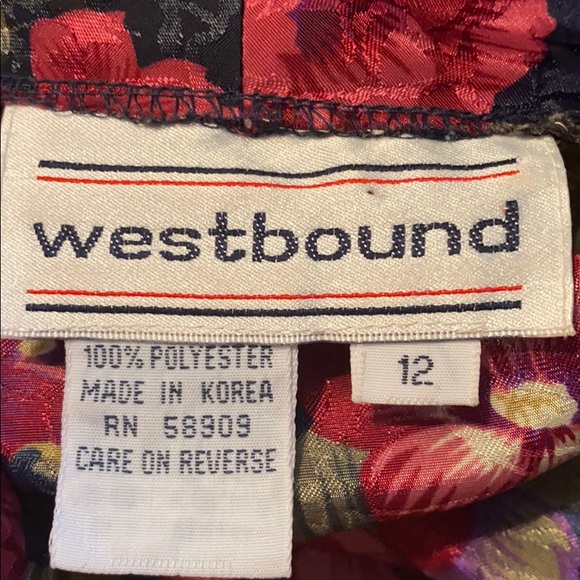 westbound
100% POLYESTER
MADE IN KOREA
RN 58909
CARE ON REVERSE
12